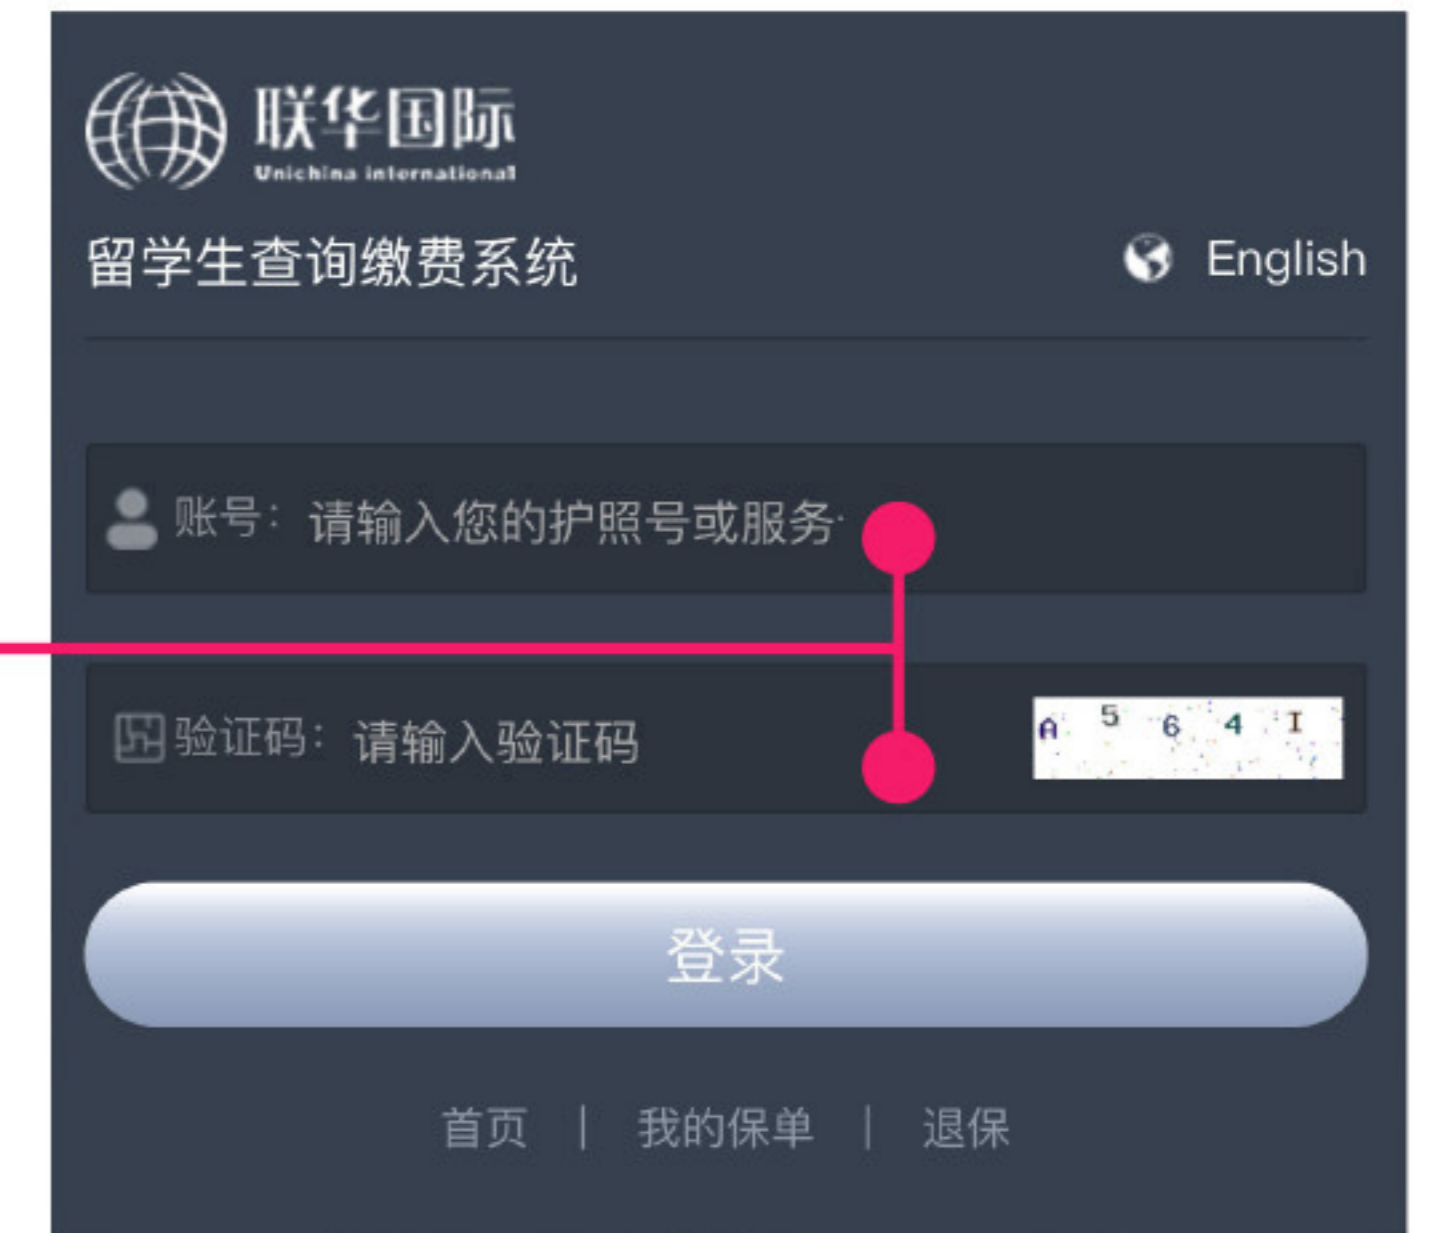 联华国际
Unichina international
留学生查询缴费系统
English
账号：请输入您的护照号或服务
验证码：请输入验证码
A 5 6 4 I
登录
首页 | 我的保单 | 退保